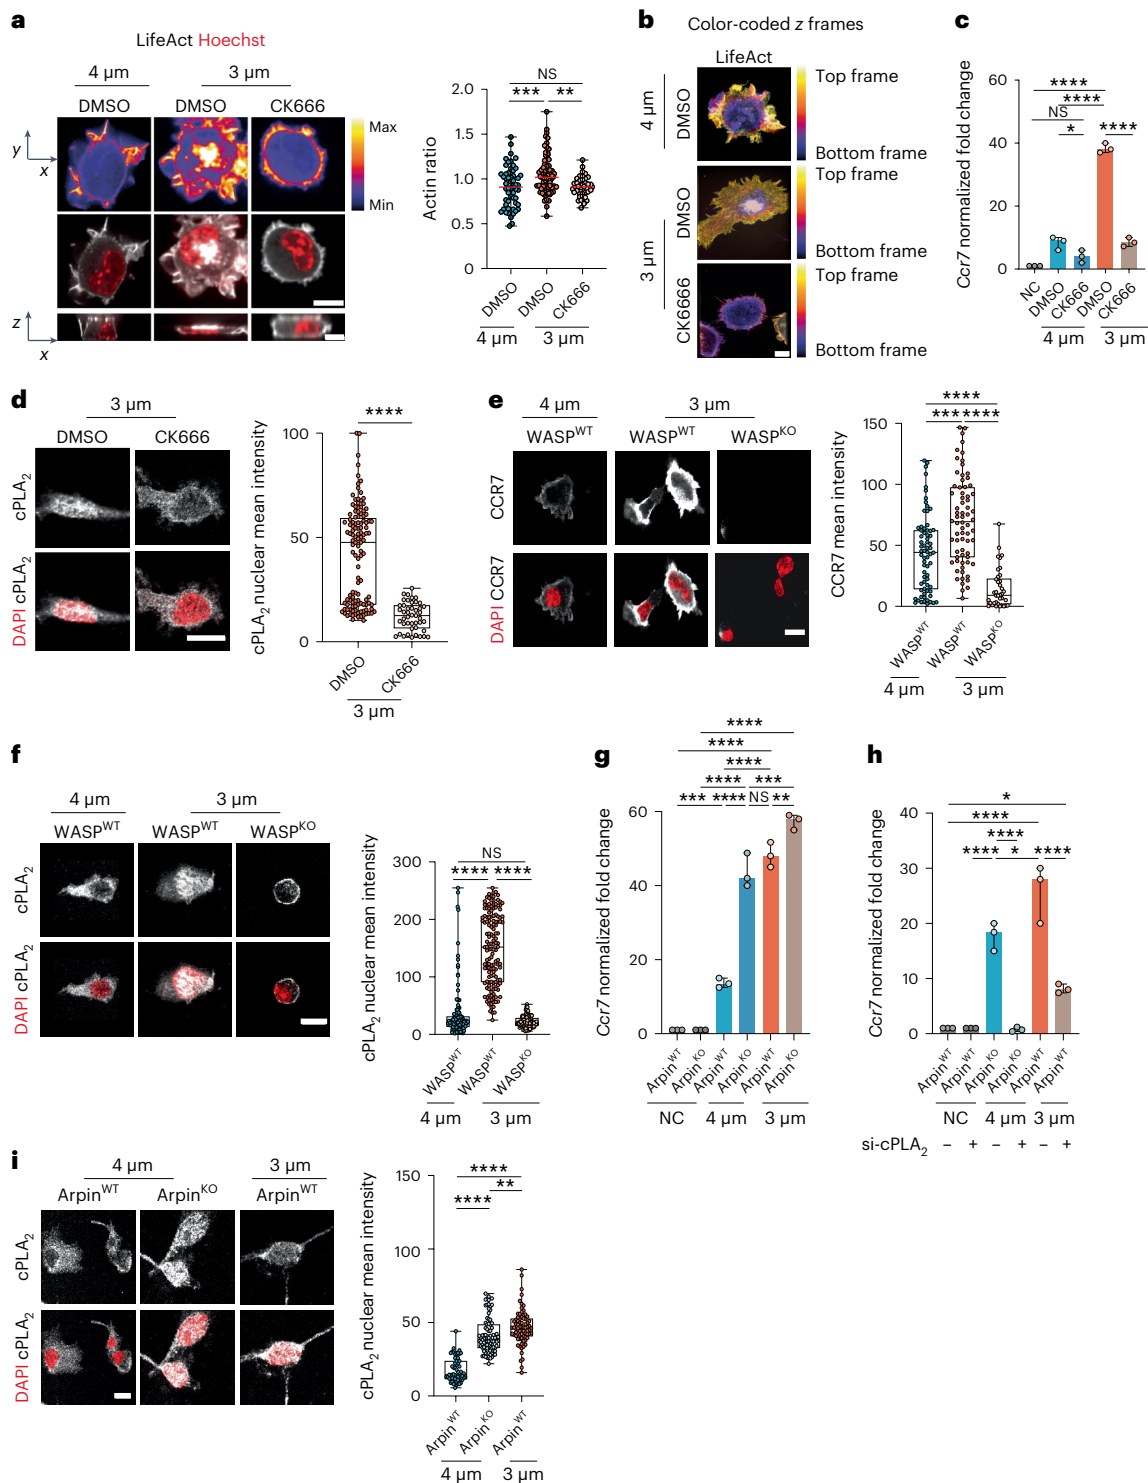 a
LifeAct Hoechst
4 µm 3 µm
DMSO DMSO CK666
y
x
Max
Min
z
x
NS
*** **
Actin ratio
2.0
1.5
1.0
0.5
0
DMSO DMSO CK666
4 µm 3 µm
b
Color-coded z frames
LifeAct
4 µm
DMSO
Top frame
Bottom frame
3 µm
DMSO
Top frame
Bottom frame
CK666
Top frame
Bottom frame
c
Ccr7 normalized fold change
60
40
20
0
****
****
NS
* ****
NC DMSO CK666 DMSO CK666
4 µm 3 µm
d
3 µm
DMSO CK666
cPLA2
DAPI cPLA2
cPLA2 nuclear mean intensity
100
50
0
****
DMSO CK666
3 µm
e
4 µm 3 µm
WASPWT WASPWT WASPKO
CCR7
DAPI CCR7
CCR7 mean intensity
150
100
50
0
****
*** ****
WASPWT WASPWT WASPKO
4 µm 3 µm
f
4 µm 3 µm
WASPWT WASPWT WASPKO
cPLA2
DAPI cPLA2
cPLA2 nuclear mean intensity
300
200
100
0
NS
**** ****
WASPWT WASPWT WASPKO
4 µm 3 µm
g
Ccr7 normalized fold change
60
40
20
0
****
****
****
**** ***
*** **** NS **
ArpinWT ArpinKO ArpinWT ArpinKO ArpinWT ArpinKO
NC 4 µm 3 µm
h
Ccr7 normalized fold change
40
30
20
10
0
*
****
****
**** * ****
ArpinWT ArpinWT ArpinKO ArpinKO ArpinWT ArpinWT
NC 4 µm 3 µm
si-cPLA2 – + – + – +
i
4 µm 3 µm
ArpinWT ArpinKO ArpinWT
cPLA2
DAPI cPLA2
cPLA2 nuclear mean intensity
150
100
50
0
****
**
****
ArpinWT ArpinKO ArpinWT
4 µm 3 µm